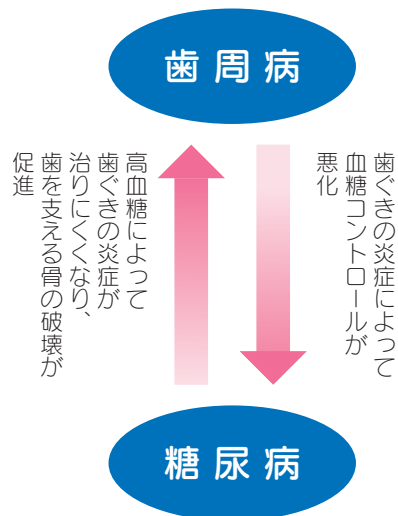 歯周病
歯ぐきの炎症によって
血糖コントロールが
悪化
高血糖によって
歯ぐきの炎症が
治りにくくなり、
歯を支える骨の破壊が
促進
糖尿病